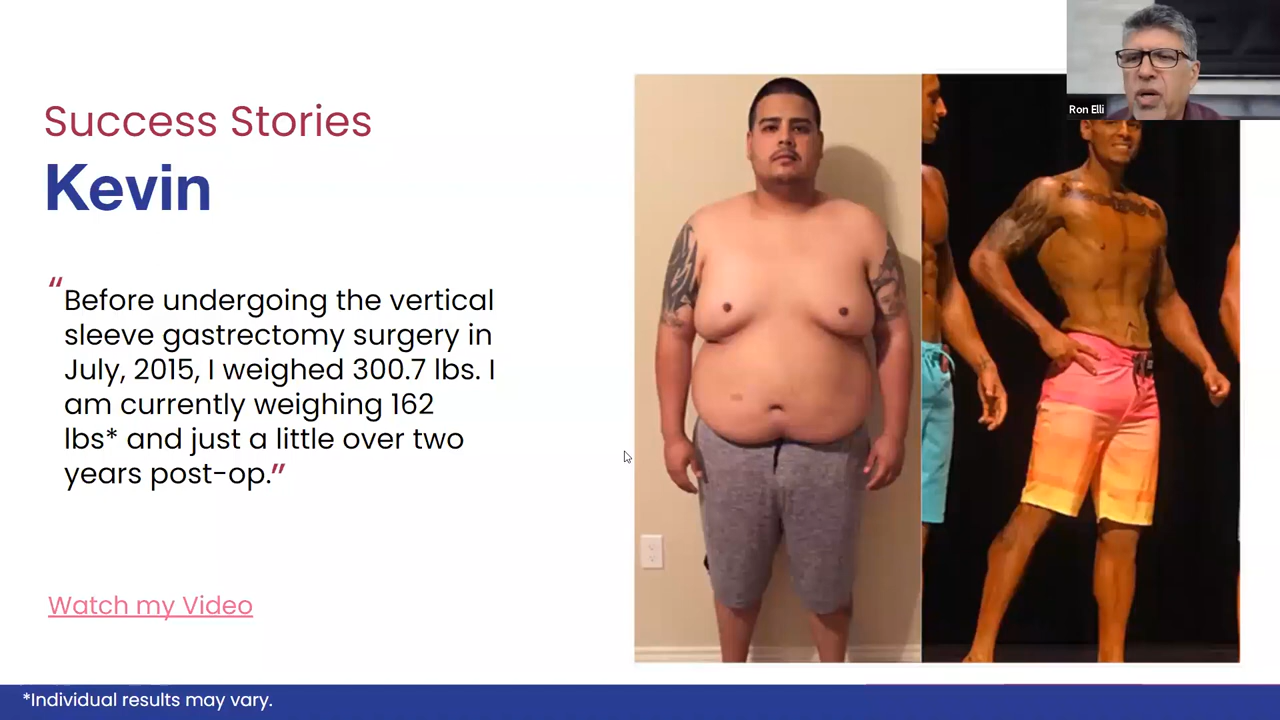 Ron Elli
Success Stories
Kevin
“Before undergoing the vertical
sleeve gastrectomy surgery in
July, 2015, I weighed 300.7 lbs. I
am currently weighing 162
lbs* and just a little over two
years post-op.”
Watch my Video
*Individual results may vary.